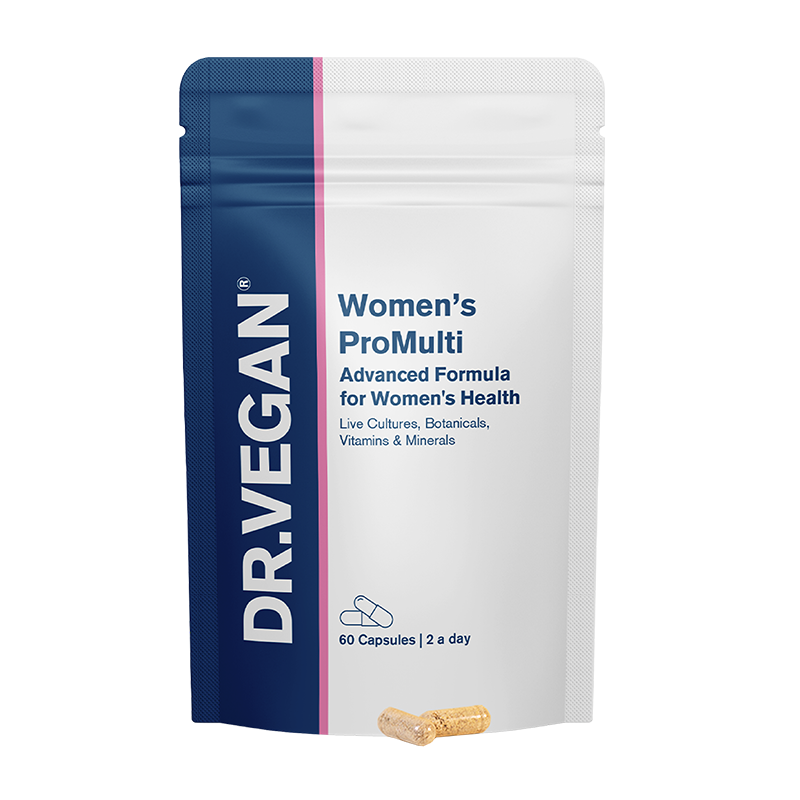 DR.VEGAN®
Women's
ProMulti
Advanced Formula
for Women's Health
Live Cultures, Botanicals,
Vitamins & Minerals
60 Capsules | 2 a day